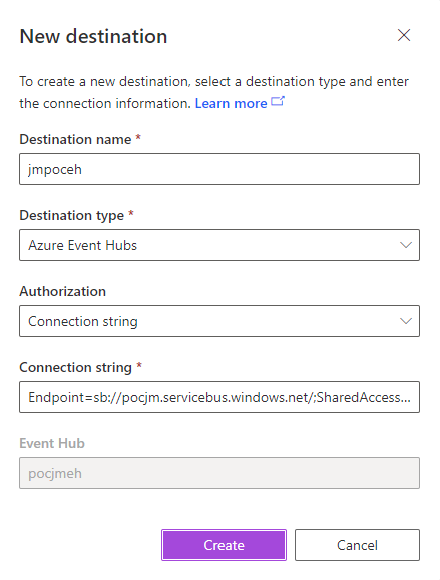 New destination
To create a new destination, select a destination type and enter
the connection information. Learn more
Destination name *
jmpoceh
Destination type *
Azure Event Hubs
Authorization
Connection string
Connection string *
Endpoint=sb://pocjm.servicebus.windows.net/;SharedAccess...
Event Hub
pocjmeh
Create
Cancel